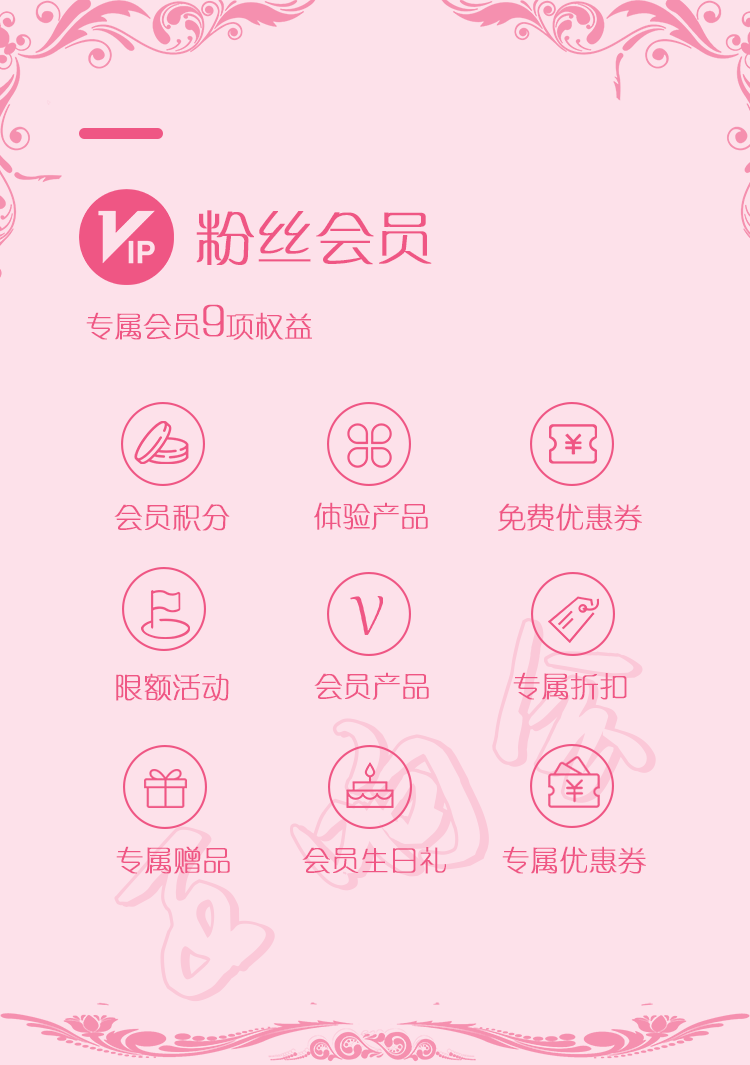 VIP 粉丝会员
专属会员9项权益
会员积分 体验产品 免费优惠券
V
限额活动 会员产品 专属折扣
专属赠品 会员生日礼 专属优惠券